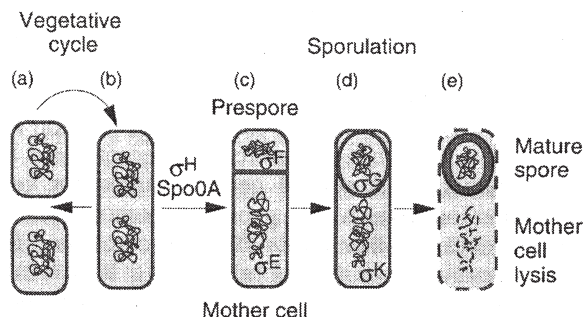 Vegetative
cycle
Sporulation
(a)
(b)
(c)
(d)
(e)
Prespore
σH
Spo0A
σF
σE
σG
σK
Mature
spore
Mother
cell
lysis
Mother cell